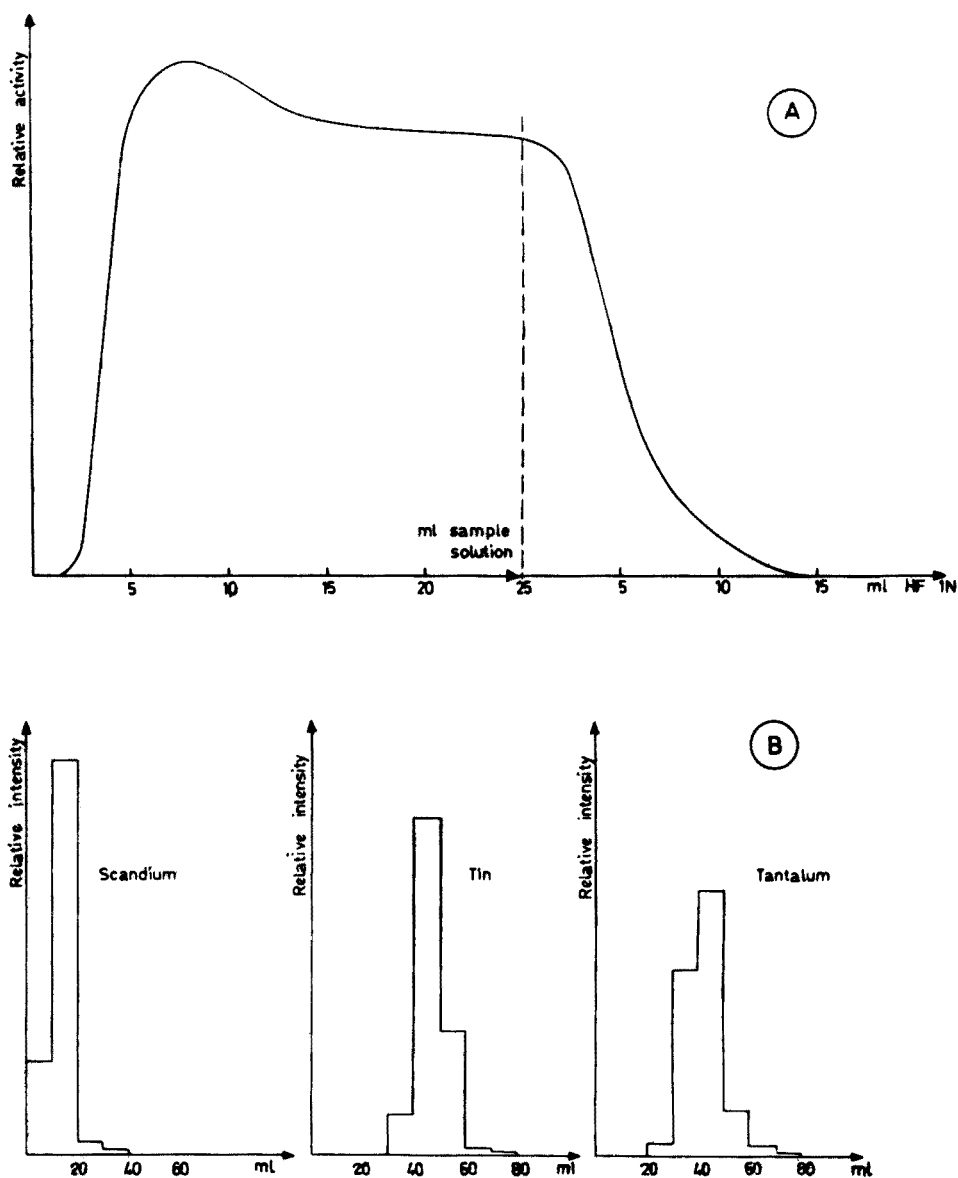 Relative activity
A
ml sample
solution
5
10
15
20
25
5
10
15
ml HF 1N
B
Relative intensity
Scandium
20
40
60
ml
Relative intensity
Tin
20
40
60
80
ml
Relative intensity
Tantalum
20
40
60
80
ml